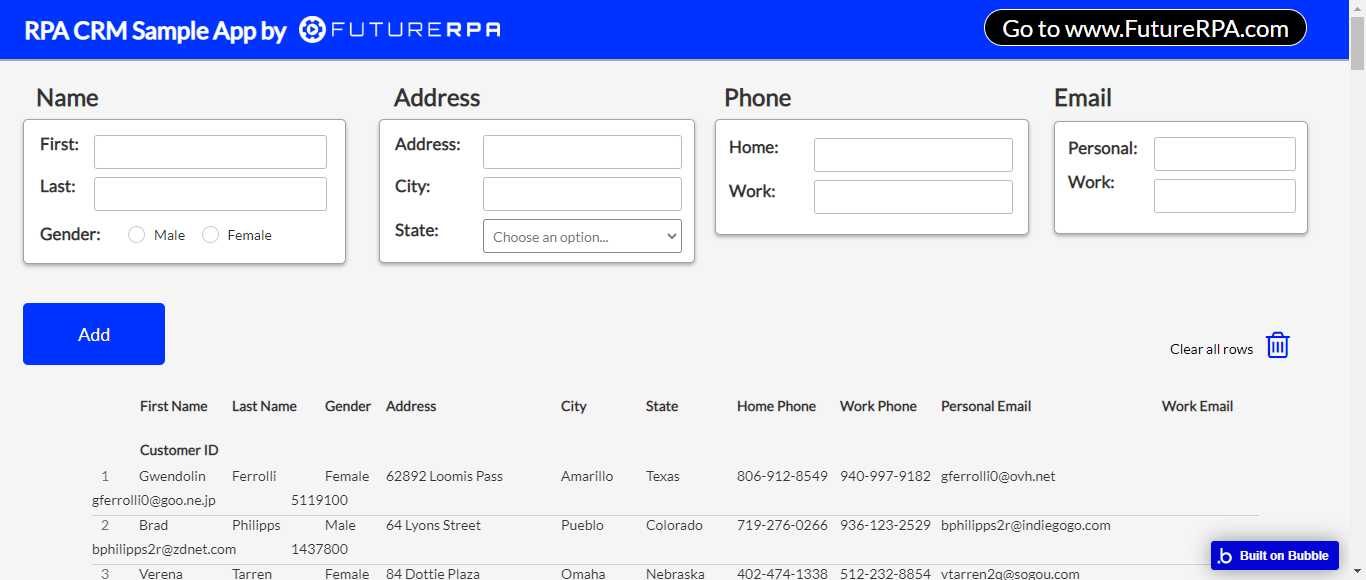 RPA CRM Sample App by FUTURERPA
Go to www.FutureRPA.com
Name
First:
Last:
Gender: Male Female
Address
Address:
City:
State: Choose an option...
Phone
Home:
Work:
Email
Personal:
Work:
Add
Clear all rows
First Name Last Name Gender Address City State Home Phone Work Phone Personal Email Work Email
Customer ID
1 Gwendolin Ferrolli Female 62892 Loomis Pass Amarillo Texas 806-912-8549 940-997-9182 gferrolli0@ovh.net
gferrolli0@goo.ne.jp 5119100
2 Brad Philipps Male 64 Lyons Street Pueblo Colorado 719-276-0266 936-123-2529 bphilipps2r@indiegogo.com
bphilipps2r@zdnet.com 1437800
3 Verena Tarren Female 84 Dottie Plaza Omaha Nebraska 402-474-1338 512-232-8854 vtarren2q@sogou.com
b Built on Bubble